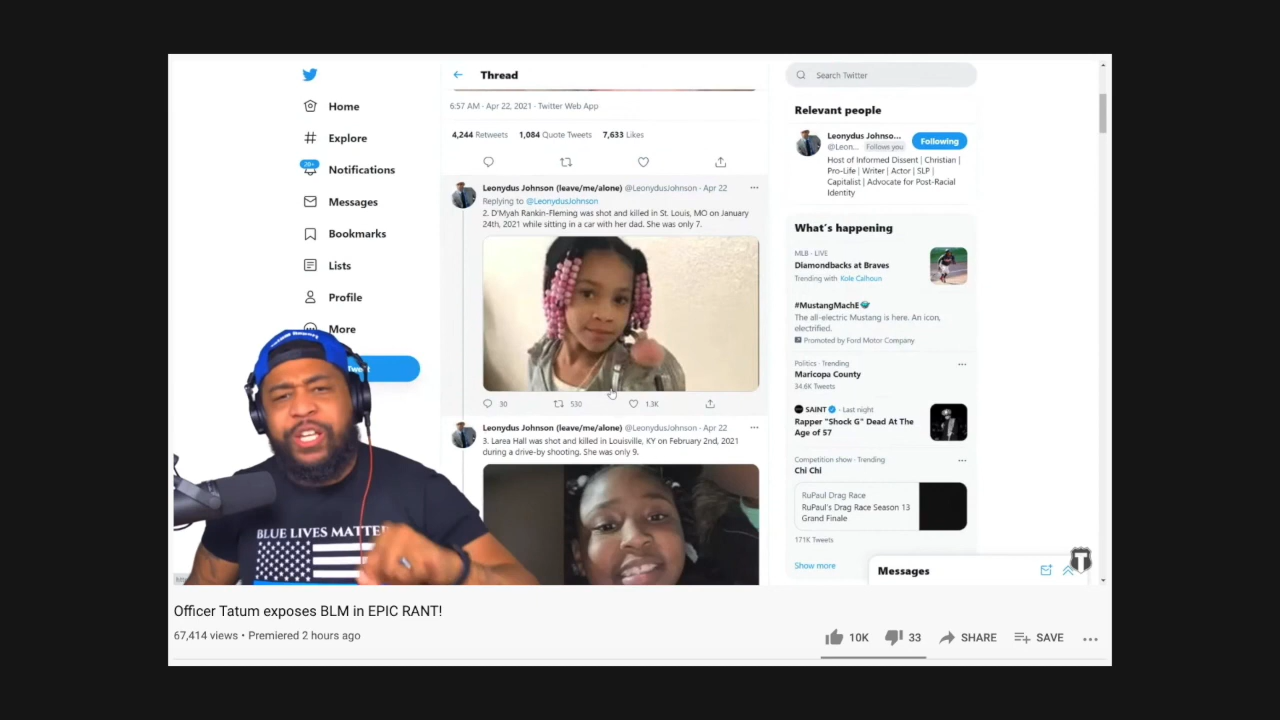 Thread
Search Twitter
Home
Explore
20+
Notifications
Messages
Bookmarks
Lists
Profile
More
Tweet
6:57 AM · Apr 22, 2021 · Twitter Web App
4,244 Retweets 1,084 Quote Tweets 7,633 Likes
Leonydus Johnson (leave/me/alone) @LeonydusJohnson · Apr 22
Replying to @LeonydusJohnson
2. D'Myah Rankin-Fleming was shot and killed in St. Louis, MO on January
24th, 2021 while sitting in a car with her dad. She was only 7.
30 530 1.3K
Leonydus Johnson (leave/me/alone) @LeonydusJohnson · Apr 22
3. Larea Hall was shot and killed in Louisville, KY on February 2nd, 2021
during a drive-by shooting. She was only 9.
Relevant people
Leonydus Johnso...
@Leon... Follows you
Following
Host of Informed Dissent | Christian |
Pro-Life | Writer | Actor | SLP |
Capitalist | Advocate for Post-Racial
Identity
What's happening
MLB · LIVE
Diamondbacks at Braves
Trending with Kole Calhoun
#MustangMachE
The all-electric Mustang is here. An icon,
electrified.
Promoted by Ford Motor Company
Politics · Trending
Maricopa County
34.6K Tweets
SAINT · Last night
Rapper "Shock G" Dead At The
Age of 57
Competition show · Trending
Chi Chi
RuPaul Drag Race
RuPaul's Drag Race Season 13
Grand Finale
171K Tweets
Show more
Messages
T
BLUE LIVES MATTE
Officer Tatum exposes BLM in EPIC RANT!
67,414 views • Premiered 2 hours ago
10K 33 SHARE SAVE